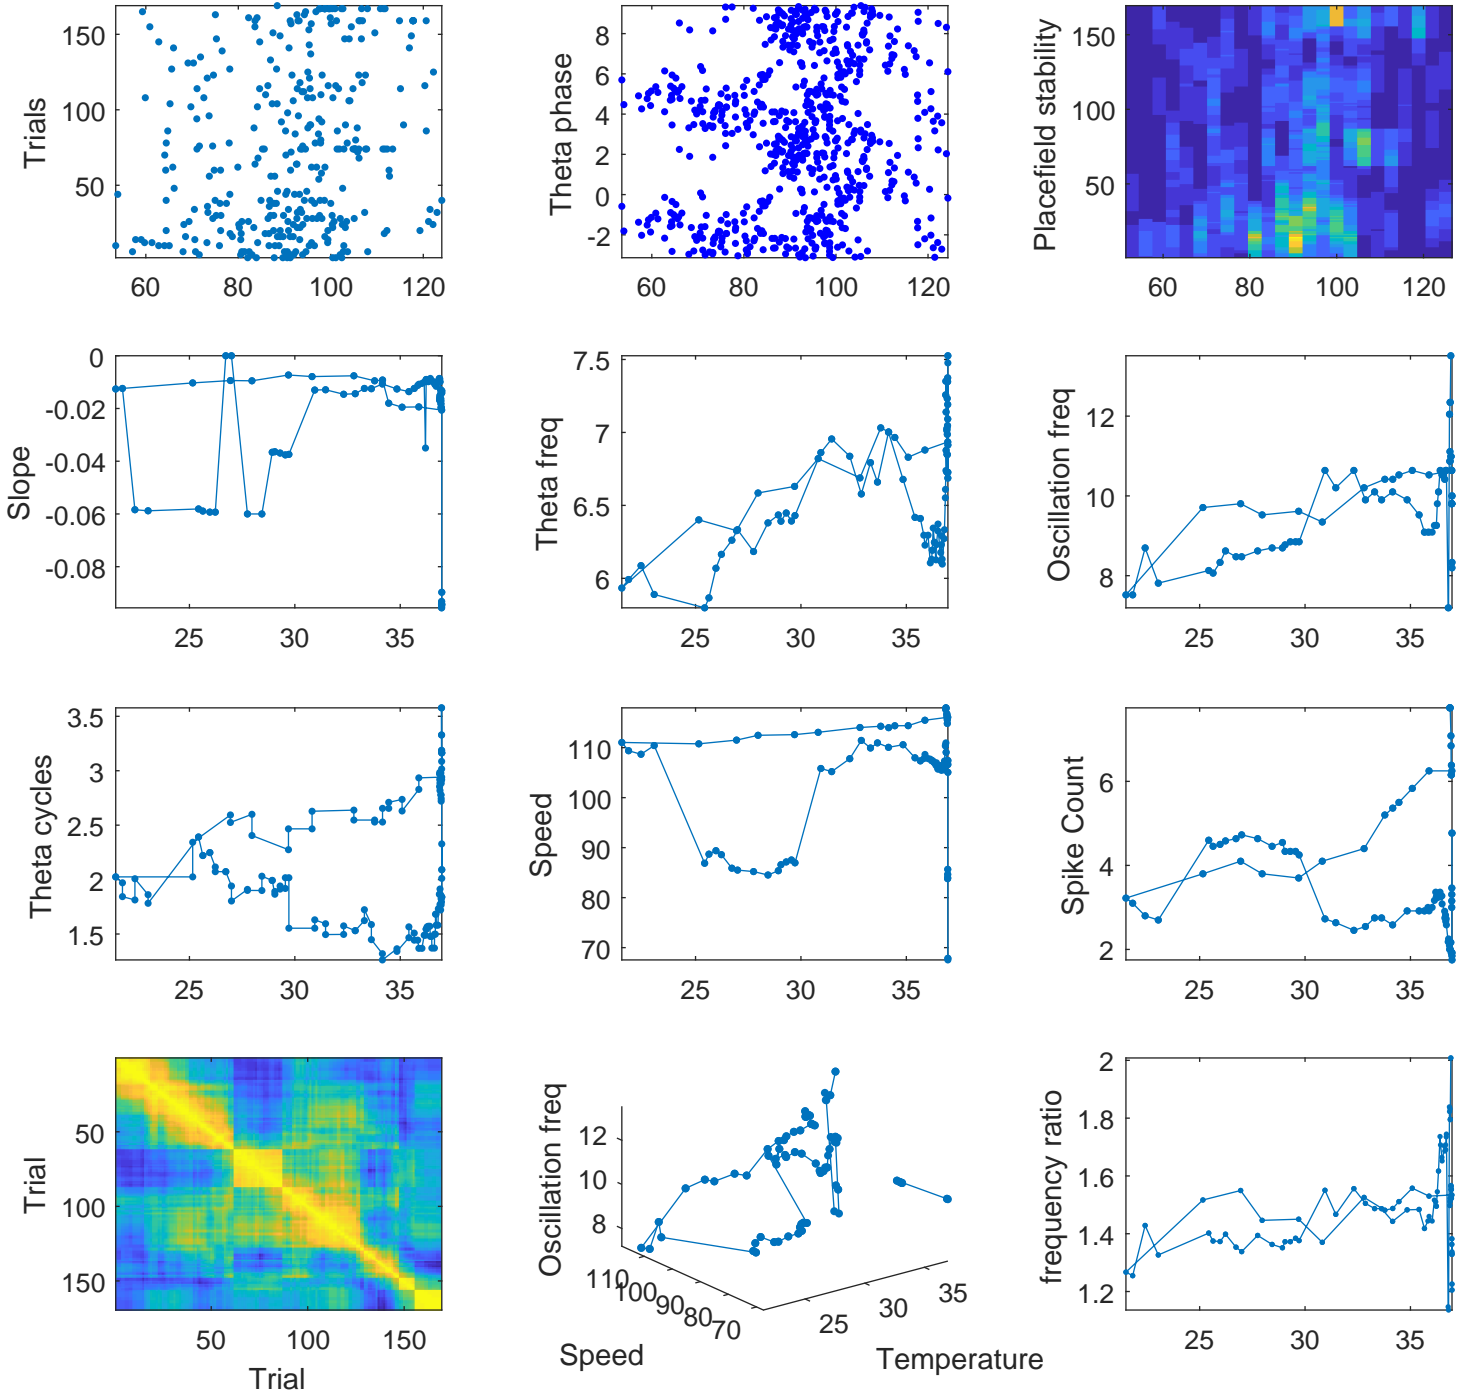 Trials
150
100
50
60 80 100 120
Theta phase
8
6
4
2
0
-2
60 80 100 120
Placefield stability
150
100
50
60 80 100 120
Slope
0
-0.02
-0.04
-0.06
-0.08
25 30 35
Theta freq
7.5
7
6.5
6
25 30 35
Oscillation freq
12
10
8
25 30 35
Theta cycles
3.5
3
2.5
2
1.5
25 30 35
Speed
110
100
90
80
70
25 30 35
Spike Count
6
4
2
25 30 35
Trial
50
100
150
50 100 150
Trial
Oscillation freq
12
10
8
110
100
90
80
70
Speed
25
30
35
Temperature
frequency ratio
2
1.8
1.6
1.4
1.2
25 30 35